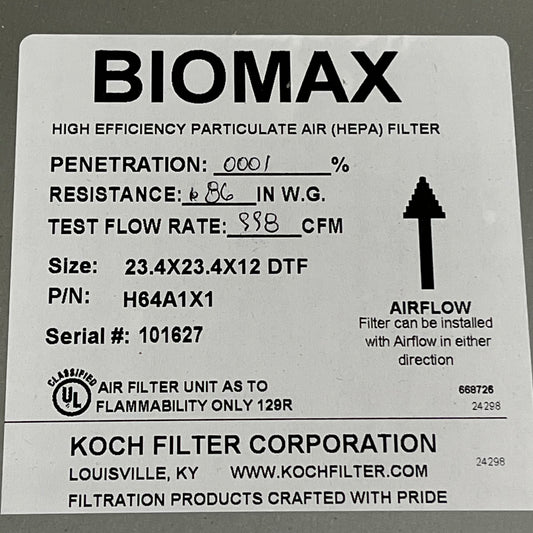 BIOMAX
HIGH EFFICIENCY PARTICULATE AIR (HEPA) FILTER
PENETRATION: 0001 %
RESISTANCE: 86 IN W.G.
TEST FLOW RATE: 998 CFM
Size: 23.4X23.4X12 DTF
P/N: H64A1X1
Serial #: 101627
AIRFLOW
Filter can be installed
with Airflow in either
direction
CLASSIFIED
UL
AIR FILTER UNIT AS TO
FLAMMABILITY ONLY 129R
668726
24298
KOCH FILTER CORPORATION
LOUISVILLE, KY WWW.KOCHFILTER.COM
24298
FILTRATION PRODUCTS CRAFTED WITH PRIDE